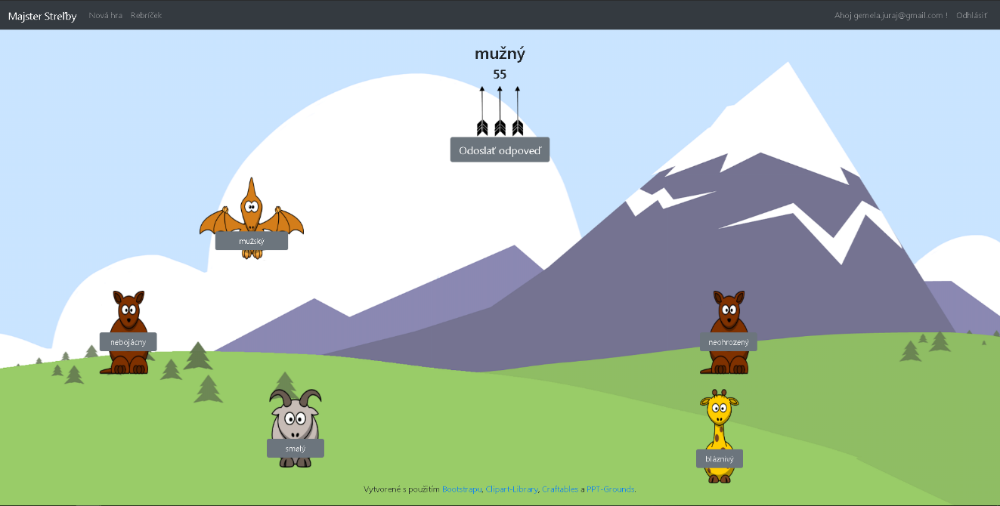 Majster Streľby Nová hra Rebríček Ahoj gemela.juraj@gmail.com ! Odhlásiť
mužný
55
Odoslať odpoveď
mužský
nebojácny
neohrozený
smelý
bláznivý
Vytvorené s použitím Bootstrapu, Clipart-Library, Craftables a PPT-Grounds.